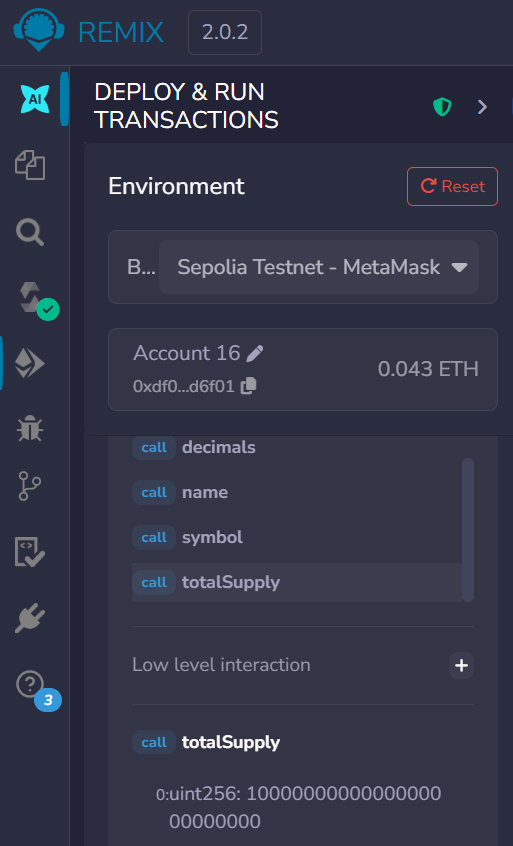 REMIX 2.0.2
AI
DEPLOY & RUN
TRANSACTIONS
Environment Reset
B... Sepolia Testnet - MetaMask
Account 16
0.043 ETH
0xdf0...d6f01
call decimals
call name
call symbol
call totalSupply
Low level interaction +
3
call totalSupply
0:uint256: 10000000000000000
00000000